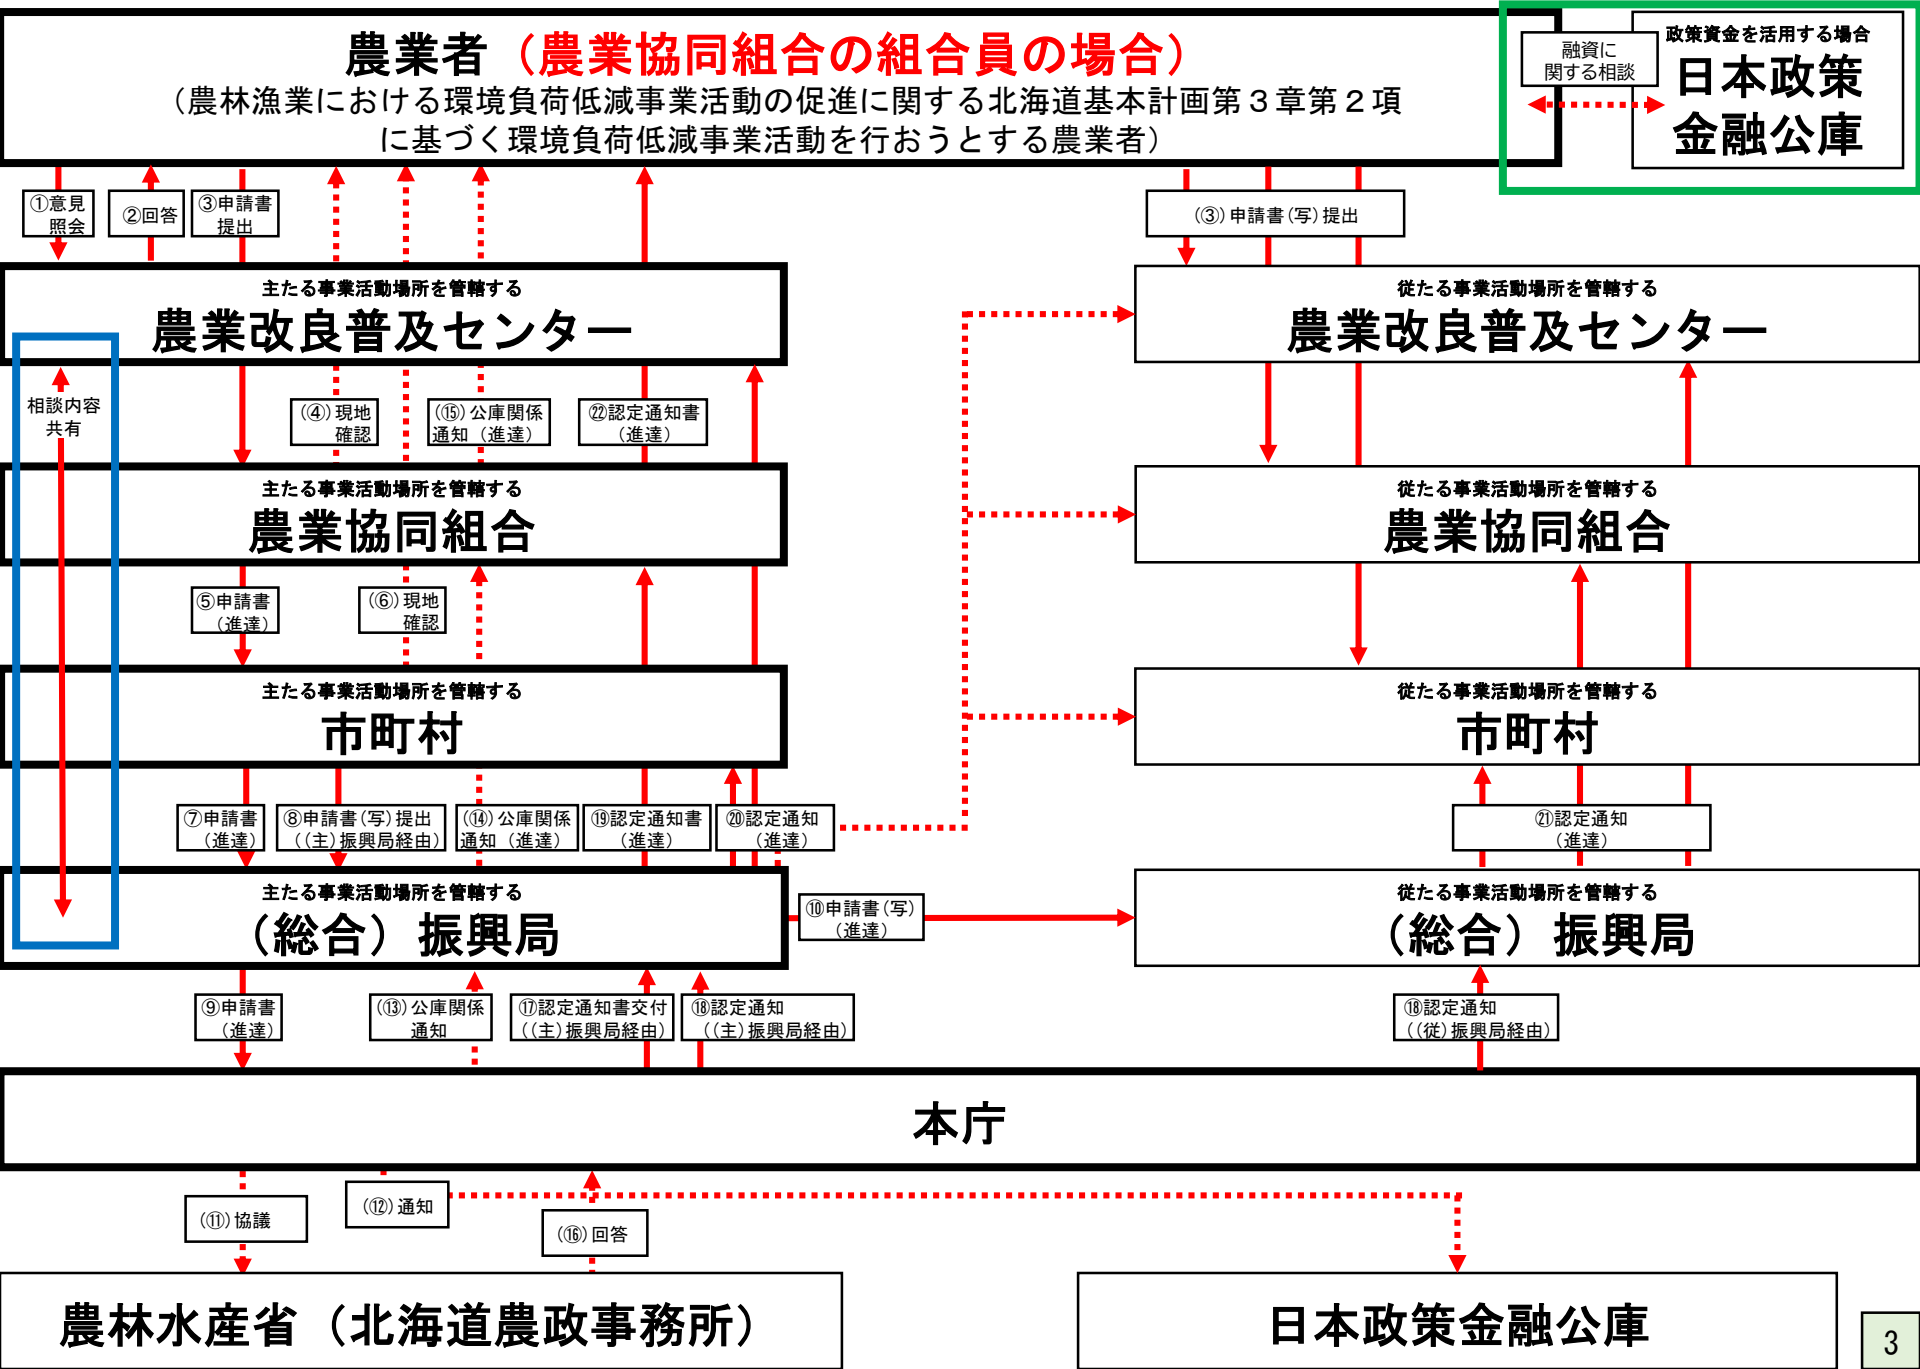 農業者（農業協同組合の組合員の場合）
（農林漁業における環境負荷低減事業活動の促進に関する北海道基本計画第３章第２項
に基づく環境負荷低減事業活動を行おうとする農業者）
融資に
関する相談
政策資金を活用する場合
日本政策
金融公庫
①意見
照会
②回答
③申請書
提出
(③)申請書(写)提出
主たる事業活動場所を管轄する
農業改良普及センター
従たる事業活動場所を管轄する
農業改良普及センター
相談内容
共有
(④)現地
確認
(⑮)公庫関係
通知（進達）
㉒認定通知書
（進達）
主たる事業活動場所を管轄する
農業協同組合
従たる事業活動場所を管轄する
農業協同組合
⑤申請書
（進達）
(⑥)現地
確認
主たる事業活動場所を管轄する
市町村
従たる事業活動場所を管轄する
市町村
⑦申請書
（進達）
⑧申請書(写)提出
((主)振興局経由)
(⑭)公庫関係
通知（進達）
⑲認定通知書
（進達）
⑳認定通知
（進達）
㉑認定通知
（進達）
主たる事業活動場所を管轄する
（総合）振興局
⑩申請書(写)
（進達）
従たる事業活動場所を管轄する
（総合）振興局
⑨申請書
（進達）
(⑬)公庫関係
通知
⑰認定通知書交付
((主)振興局経由)
⑱認定通知
((主)振興局経由)
⑱認定通知
((従)振興局経由)
本庁
(⑪)協議
(⑫)通知
(⑯)回答
農林水産省（北海道農政事務所）
日本政策金融公庫
3